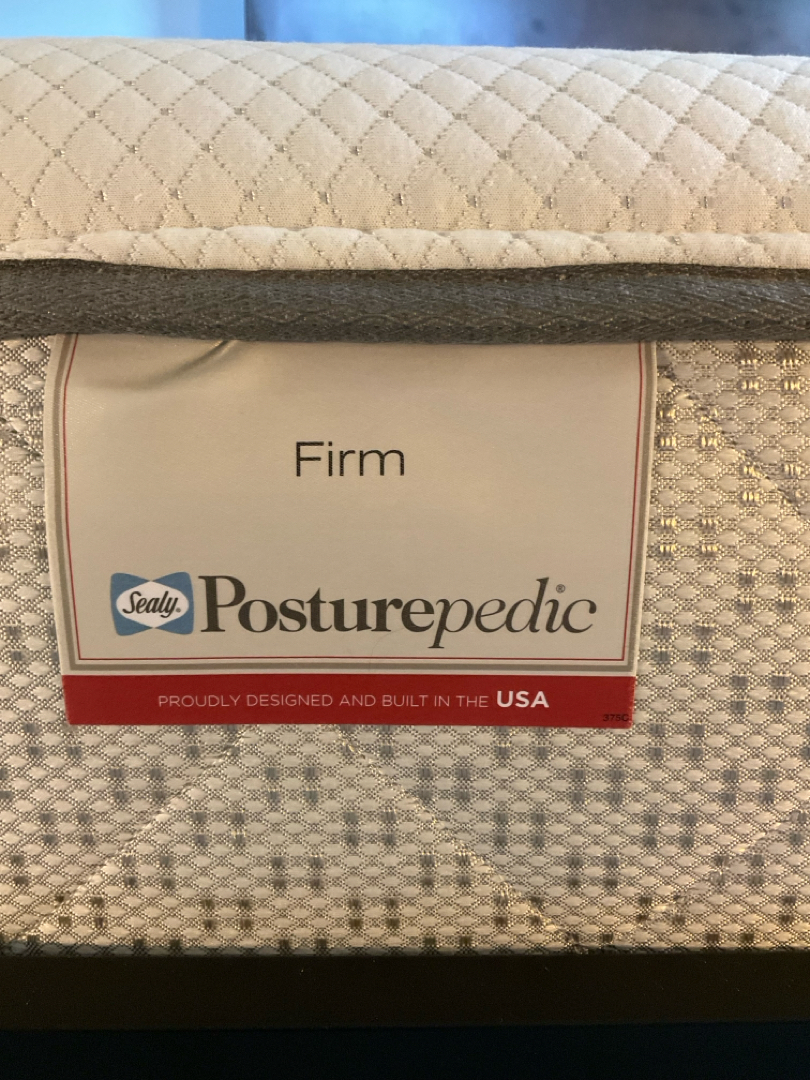 Firm
Sealy® Posturepedic®
PROUDLY DESIGNED AND BUILT IN THE USA